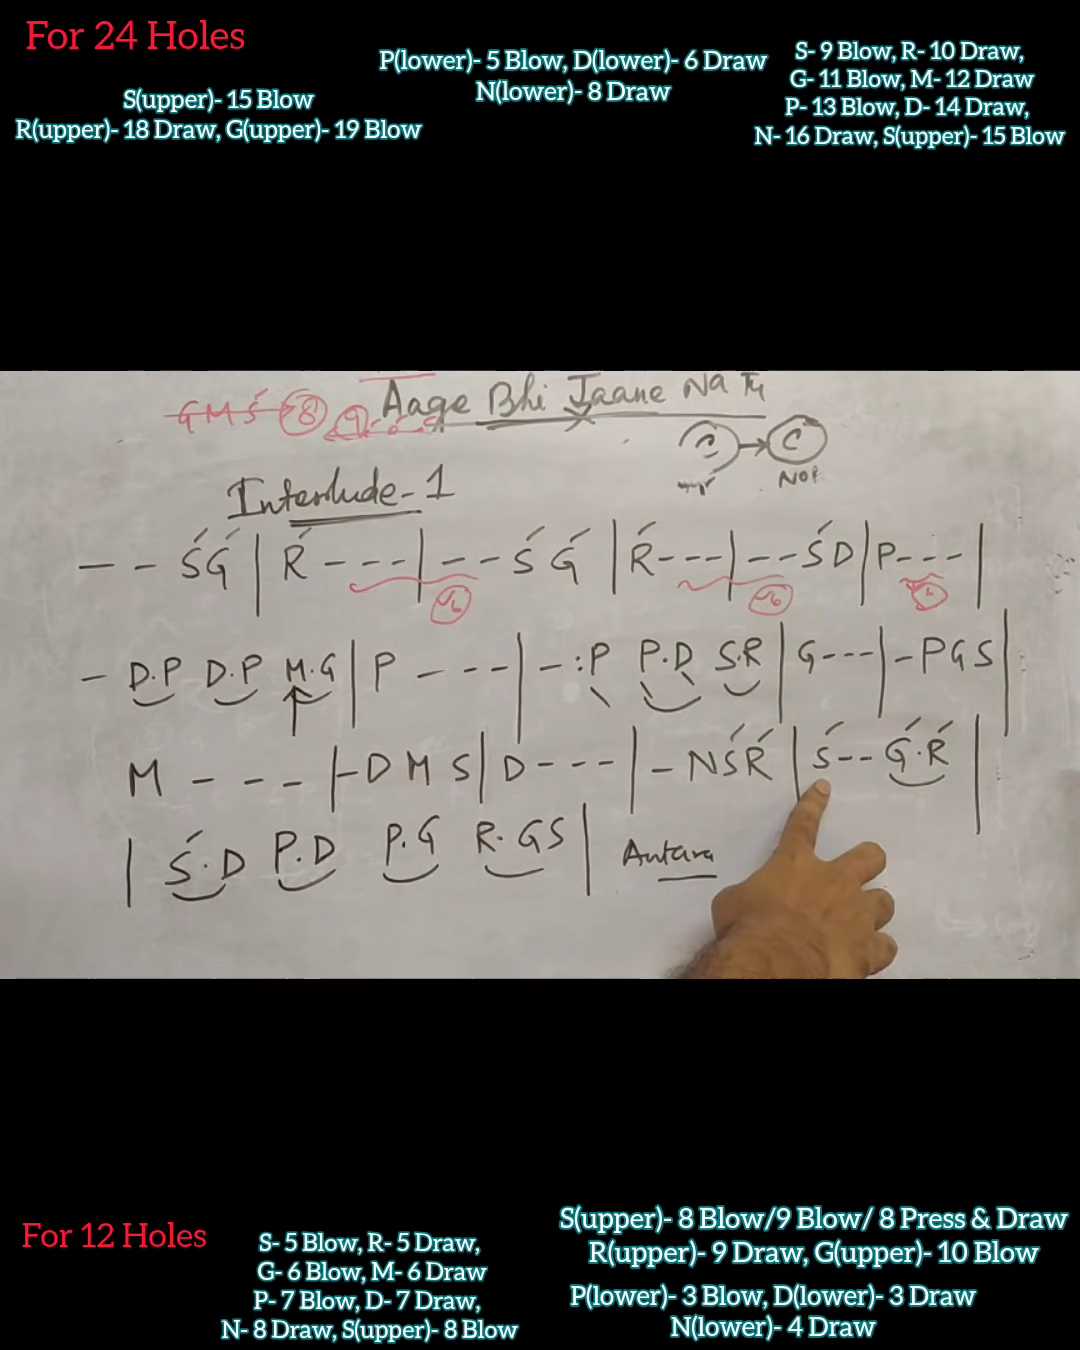 For 24 Holes
S(upper)- 15 Blow
R(upper)- 18 Draw, G(upper)- 19 Blow
P(lower)- 5 Blow, D(lower)- 6 Draw
N(lower)- 8 Draw
S- 9 Blow, R- 10 Draw,
G- 11 Blow, M- 12 Draw
P- 13 Blow, D- 14 Draw,
N- 16 Draw, S(upper)- 15 Blow
Aage Bhi Jaane Na Tu
G M Ś 8 9
C → C
Interlude-1
— – ŚǴ | Ŕ - - - - | - - - Ś Ǵ | Ŕ - - - | - - - Ś D | P - - - |
– D.P D.P M.G | P - - - - | - :P P.D S.R | G - - - | - P G S |
M - - - - | - D M S | D - - - | - N Ś Ŕ | Ś - - Ǵ.Ŕ |
| Ś.D P.D P.G R.GS | Antara
For 12 Holes
S- 5 Blow, R- 5 Draw,
G- 6 Blow, M- 6 Draw
P- 7 Blow, D- 7 Draw,
N- 8 Draw, S(upper)- 8 Blow
S(upper)- 8 Blow/9 Blow/ 8 Press & Draw
R(upper)- 9 Draw, G(upper)- 10 Blow
P(lower)- 3 Blow, D(lower)- 3 Draw
N(lower)- 4 Draw